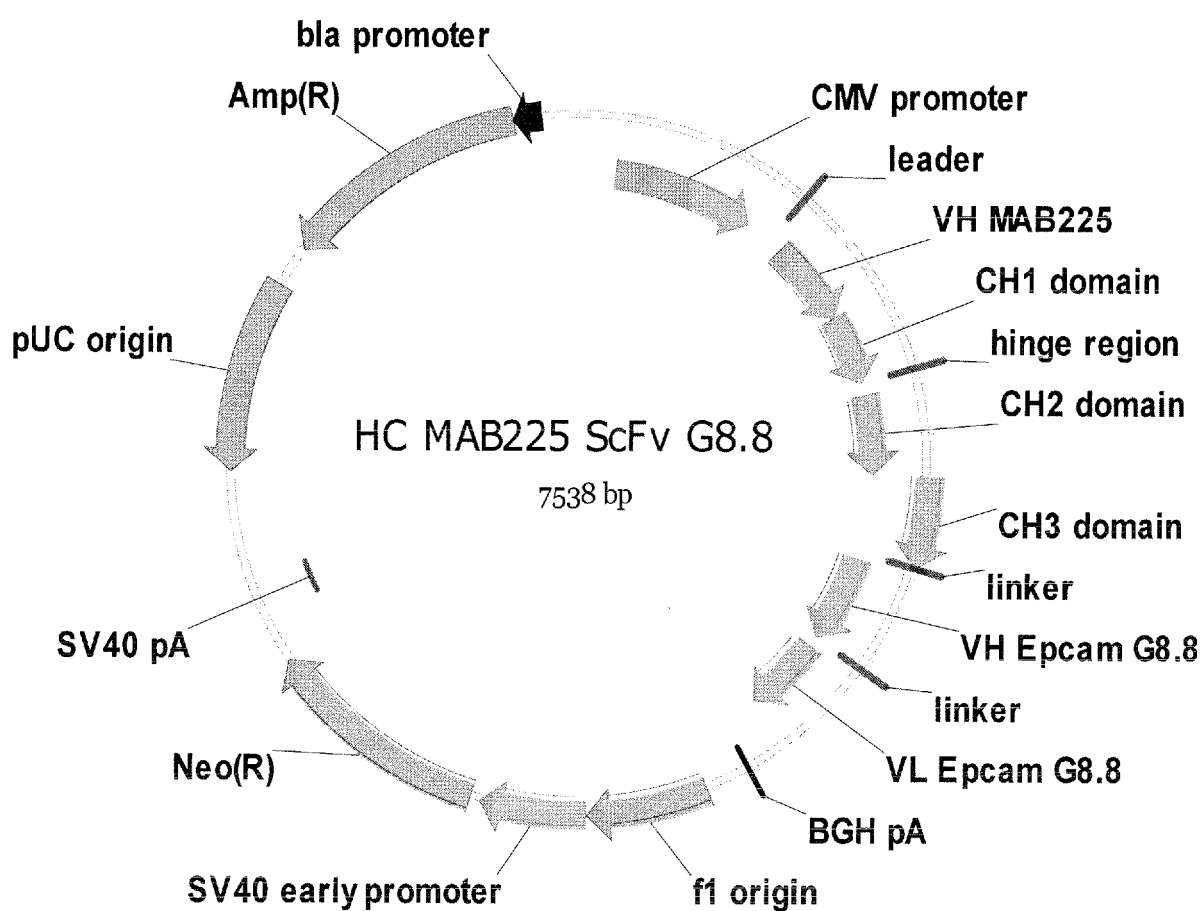 bla promoter
Amp(R)
CMV promoter
leader
VH MAB225
CH1 domain
hinge region
pUC origin
CH2 domain
HC MAB225 ScFv G8.8
7538 bp
CH3 domain
linker
SV40 pA
VH Epcam G8.8
linker
Neo(R)
VL Epcam G8.8
BGH pA
SV40 early promoter
f1 origin